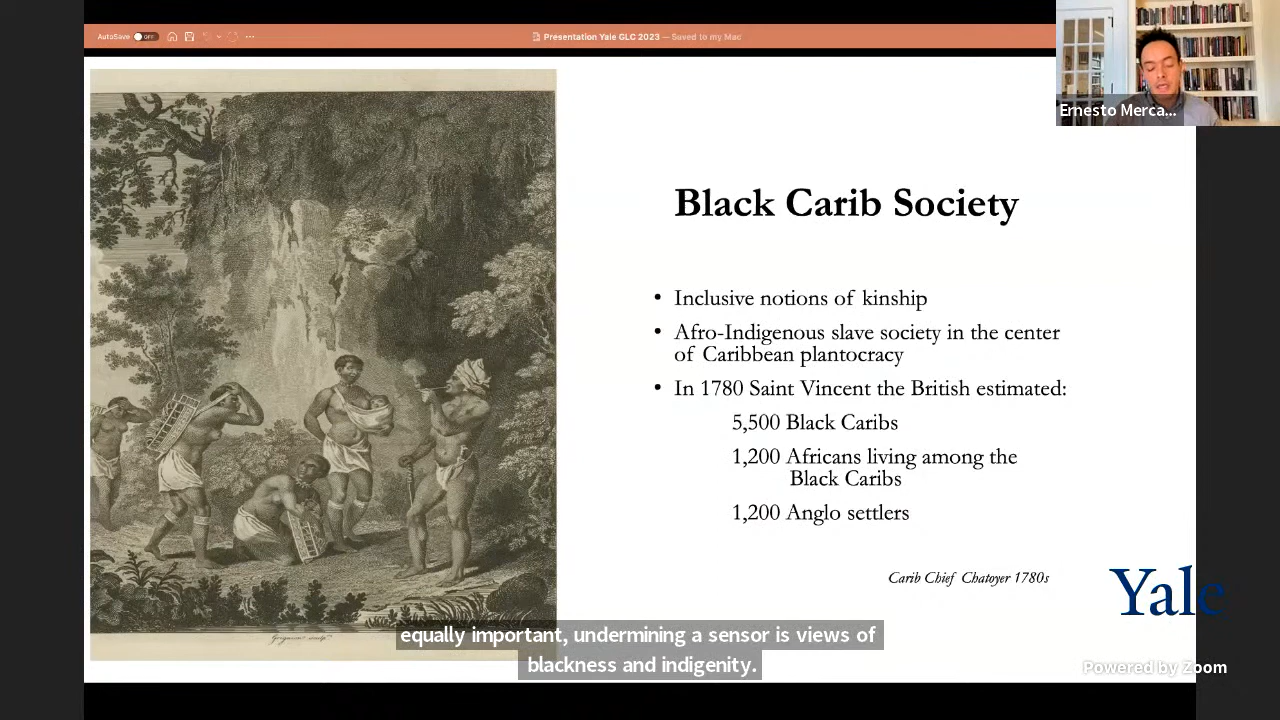 AutoSave OFF
Presentation Yale GLC 2023 — Saved to my Mac
Ernesto Merca...
Black Carib Society
• Inclusive notions of kinship
• Afro-Indigenous slave society in the center
of Caribbean plantocracy
• In 1780 Saint Vincent the British estimated:
5,500 Black Caribs
1,200 Africans living among the
Black Caribs
1,200 Anglo settlers
Carib Chief Chatoyer 1780s
Yale
equally important, undermining a sensor is views of
blackness and indigenity.
Powered by Zoom